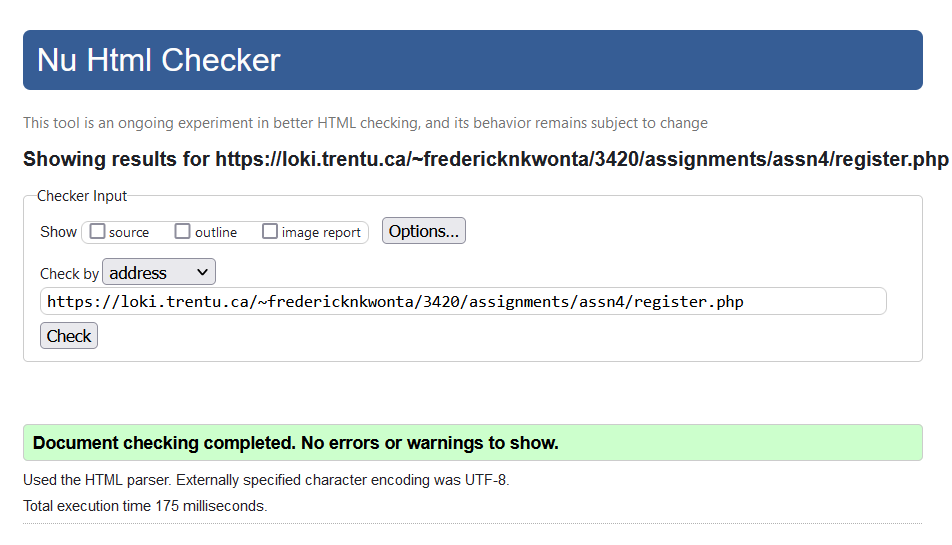 Nu Html Checker
This tool is an ongoing experiment in better HTML checking, and its behavior remains subject to change
Showing results for https://loki.trentu.ca/~fredericknkwonta/3420/assignments/assn4/register.php
Checker Input
Show source outline image report Options...
Check by address
https://loki.trentu.ca/~fredericknkwonta/3420/assignments/assn4/register.php
Check
Document checking completed. No errors or warnings to show.
Used the HTML parser. Externally specified character encoding was UTF-8.
Total execution time 175 milliseconds.